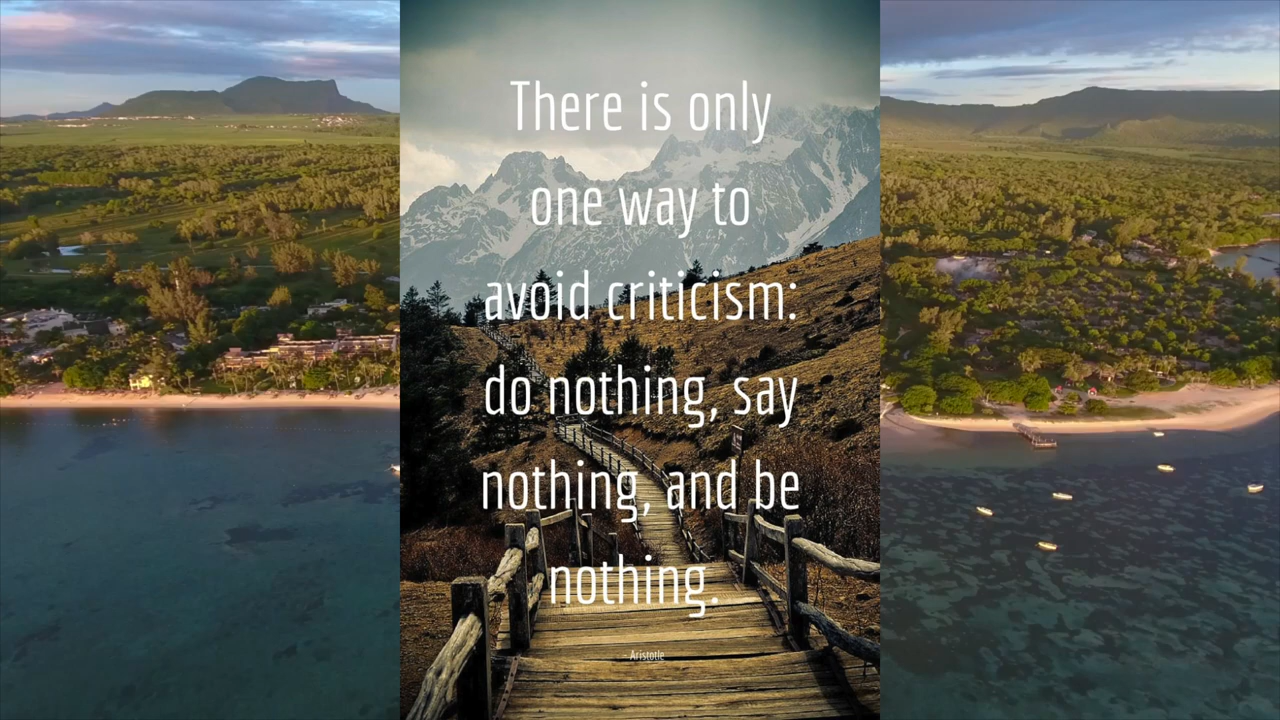 There is only
one way to
avoid criticism:
do nothing, say
nothing, and be
nothing.
- Aristotle